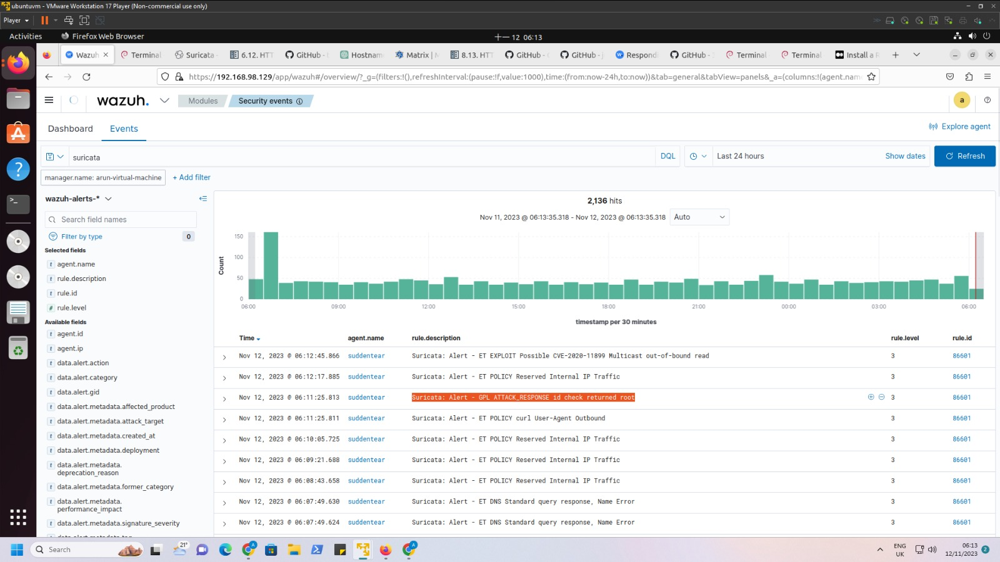 ubuntuvm - VMware Workstation 17 Player (Non-commercial use only)
Player
Activities
Firefox Web Browser
12 06:13
Wazuh
Terminal
Suricata
6.12. HTT
GitHub -
Hostnam
Matrix |
8.13. HTT
GitHub -
GitHub -
Respondi
GitHub -
Terminal
Terminal
Install a R
https://192.168.98.129/app/wazuh#/overview/?_g=(filters:!(),refreshInterval:(pause:!f,value:1000),time:(from:now-24h,to:now))&tab=general&tabView=panels&_a=(columns:!(agent.name
wazuh.
Modules
Security events
a
Dashboard
Events
Explore agent
suricata
DQL
Last 24 hours
Show dates
Refresh
manager.name: arun-virtual-machine
+ Add filter
wazuh-alerts-*
Search field names
Filter by type
0
Selected fields
t agent.name
t rule.description
t rule.id
# rule.level
Available fields
t agent.id
t agent.ip
t data.alert.action
t data.alert.category
t data.alert.gid
t data.alert.metadata.affected_product
t data.alert.metadata.attack_target
t data.alert.metadata.created_at
t data.alert.metadata.deployment
t data.alert.metadata.
deprecation_reason
t data.alert.metadata.former_category
t data.alert.metadata.
performance_impact
t data.alert.metadata.signature_severity
2,136 hits
Nov 11, 2023 @ 06:13:35.318 - Nov 12, 2023 @ 06:13:35.318
Auto
Count
150
100
50
0
06:00 09:00 12:00 15:00 18:00 21:00 00:00 03:00 06:00
timestamp per 30 minutes
Time agent.name rule.description rule.level rule.id
Nov 12, 2023 @ 06:12:45.866 suddentear Suricata: Alert - ET EXPLOIT Possible CVE-2020-11899 Multicast out-of-bound read 3 86601
Nov 12, 2023 @ 06:12:17.885 suddentear Suricata: Alert - ET POLICY Reserved Internal IP Traffic 3 86601
Nov 12, 2023 @ 06:11:25.813 suddentear Suricata: Alert - GPL ATTACK_RESPONSE id check returned root 3 86601
Nov 12, 2023 @ 06:11:25.811 suddentear Suricata: Alert - ET POLICY curl User-Agent Outbound 3 86601
Nov 12, 2023 @ 06:10:05.725 suddentear Suricata: Alert - ET POLICY Reserved Internal IP Traffic 3 86601
Nov 12, 2023 @ 06:09:21.688 suddentear Suricata: Alert - ET POLICY Reserved Internal IP Traffic 3 86601
Nov 12, 2023 @ 06:08:43.658 suddentear Suricata: Alert - ET POLICY Reserved Internal IP Traffic 3 86601
Nov 12, 2023 @ 06:07:49.630 suddentear Suricata: Alert - ET DNS Standard query response, Name Error 3 86601
Nov 12, 2023 @ 06:07:49.624 suddentear Suricata: Alert - ET DNS Standard query response, Name Error 3 86601
Search
21°
ENG
UK
06:13
12/11/2023
2